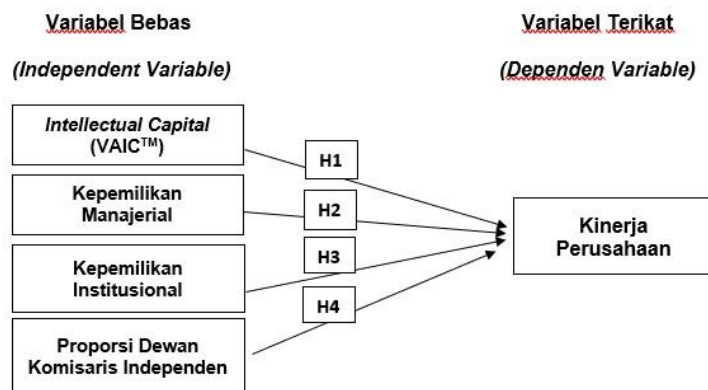 Variabel Bebas
(Independent Variable)
Variabel Terikat
(Dependen Variable)
Intellectual Capital
(VAIC™)
Kepemilikan
Manajerial
Kepemilikan
Institusional
Proporsi Dewan
Komisaris Independen
H1
H2
H3
H4
Kinerja
Perusahaan